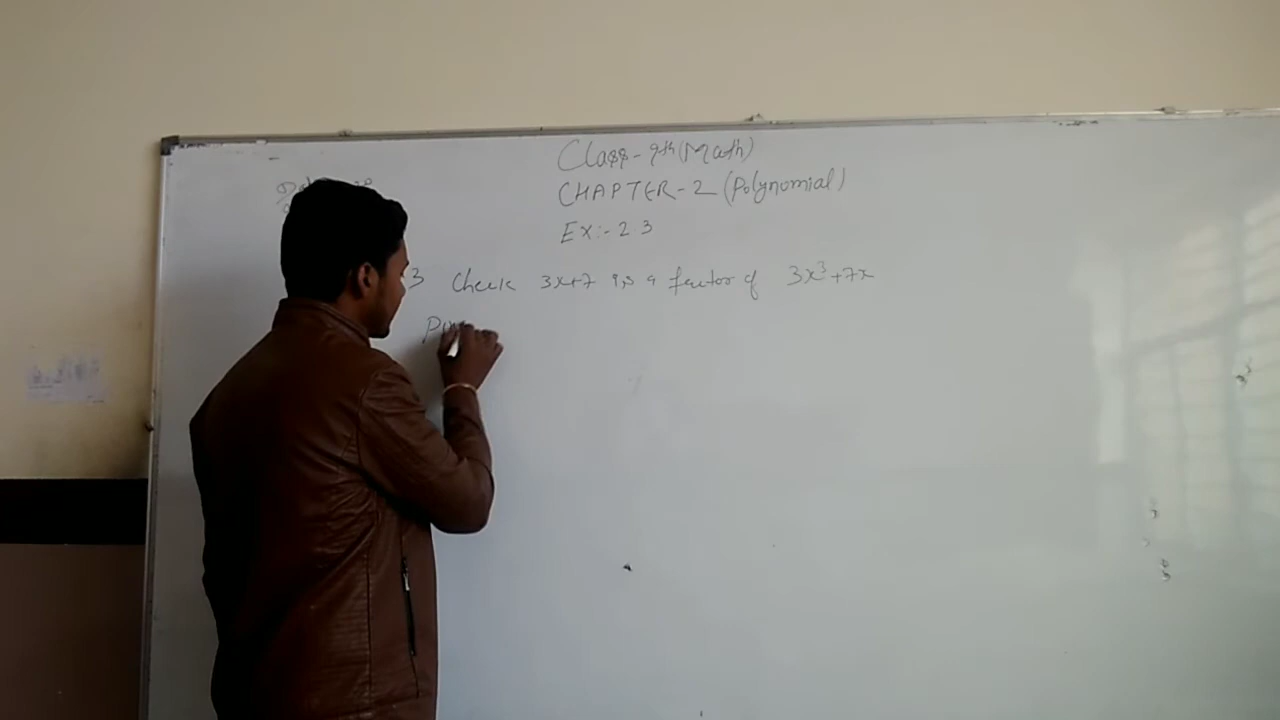 Class-9th (Math)
CHAPTER-2 (Polynomial)
Ex:- 2.3
3 Check 3x+7 is a factor of 3x³+7x
P(x